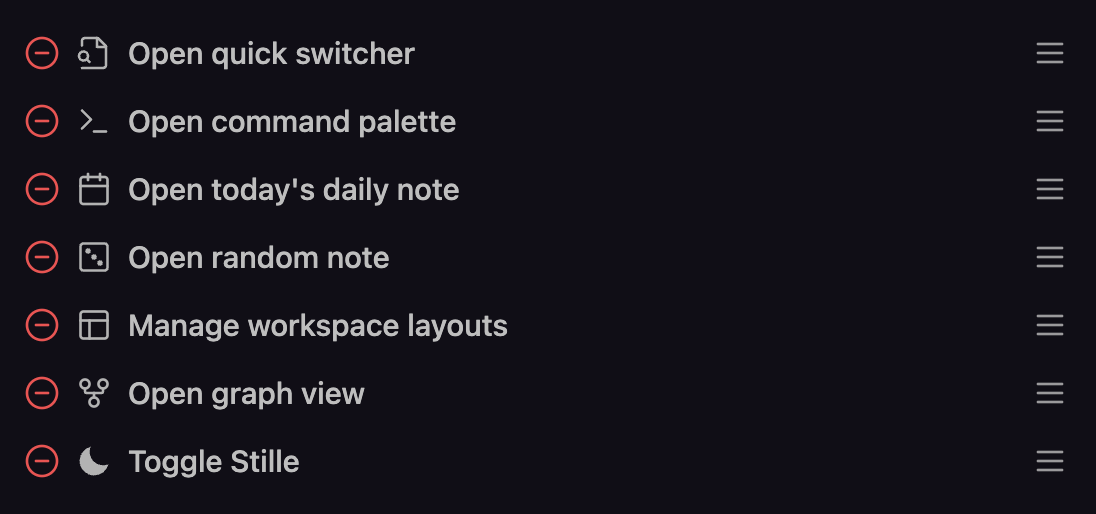 Open quick switcher
Open command palette
Open today's daily note
Open random note
Manage workspace layouts
Open graph view
Toggle Stille